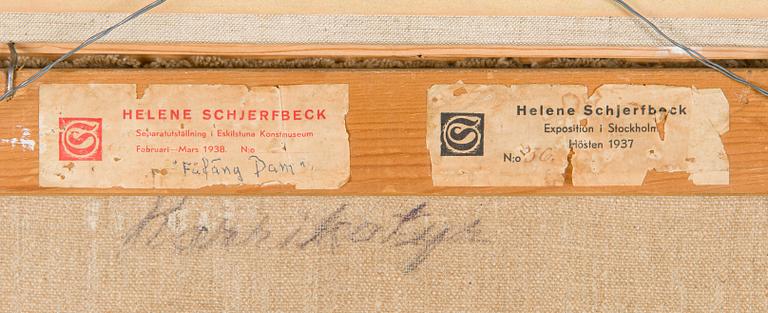 HELENE SCHJERFBECK
Separatutställning i Eskilstuna Konstmuseum
Februari—Mars 1938. N:o
"Fåfäng Dam"
Helene Schjerfbeck
Exposition i Stockholm
Hösten 1937
N:o